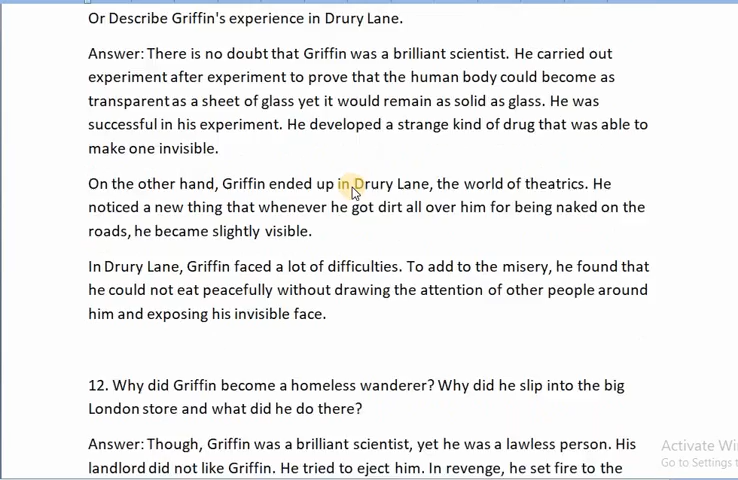 Or Describe Griffin's experience in Drury Lane.
Answer: There is no doubt that Griffin was a brilliant scientist. He carried out
experiment after experiment to prove that the human body could become as
transparent as a sheet of glass yet it would remain as solid as glass. He was
successful in his experiment. He developed a strange kind of drug that was able to
make one invisible.
On the other hand, Griffin ended up in Drury Lane, the world of theatrics. He
noticed a new thing that whenever he got dirt all over him for being naked on the
roads, he became slightly visible.
In Drury Lane, Griffin faced a lot of difficulties. To add to the misery, he found that
he could not eat peacefully without drawing the attention of other people around
him and exposing his invisible face.
12. Why did Griffin become a homeless wanderer? Why did he slip into the big
London store and what did he do there?
Answer: Though, Griffin was a brilliant scientist, yet he was a lawless person. His
landlord did not like Griffin. He tried to eject him. In revenge, he set fire to the
Activate Wi
Go to Settings t